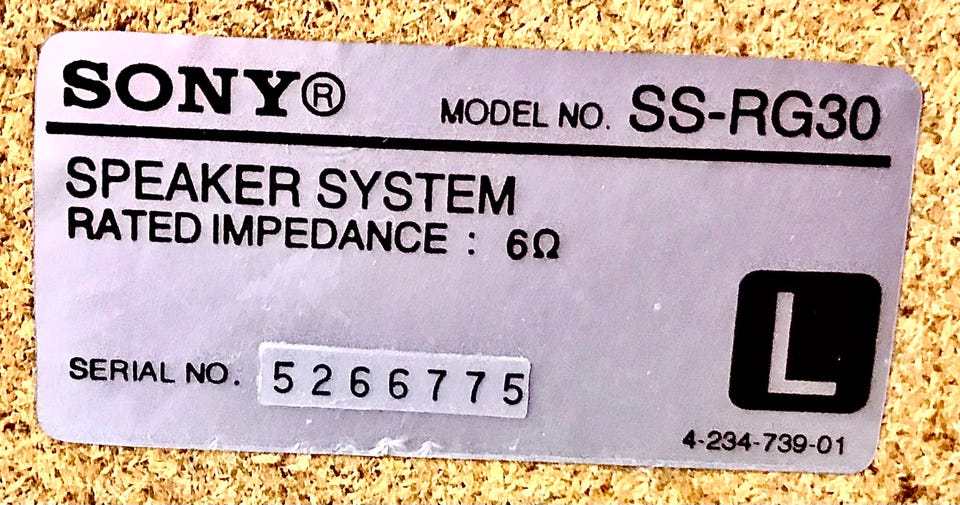 SONY® MODEL NO. SS-RG30
SPEAKER SYSTEM
RATED IMPEDANCE : 6Ω
L
SERIAL NO. 5266775
4-234-739-01